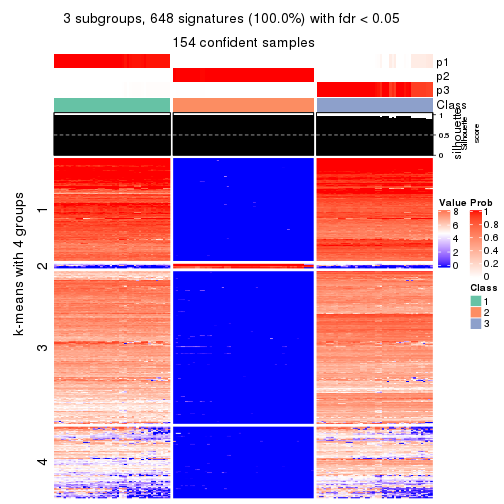 3 subgroups, 648 signatures (100.0%) with fdr < 0.05
154 confident samples
p1
p2
p3
Class
silhouette
1
0.5
0
Silhouette
score
k-means with 4 groups
1
2
3
4
Value
8
6
4
2
0
Prob
1
0.8
0.6
0.4
0.2
0
Class
1
2
3